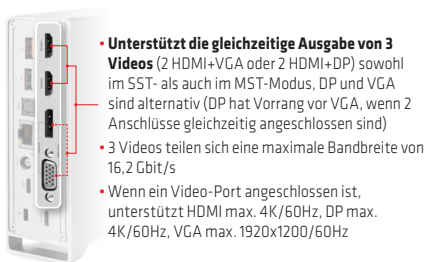 • Unterstützt die gleichzeitige Ausgabe von 3
Videos (2 HDMI+VGA oder 2 HDMI+DP) sowohl
im SST- als auch im MST-Modus, DP und VGA
sind alternativ (DP hat Vorrang vor VGA, wenn 2
Anschlüsse gleichzeitig angeschlossen sind)
• 3 Videos teilen sich eine maximale Bandbreite von
16,2 Gbit/s
• Wenn ein Video-Port angeschlossen ist,
unterstützt HDMI max. 4K/60Hz, DP max.
4K/60Hz, VGA max. 1920x1200/60Hz